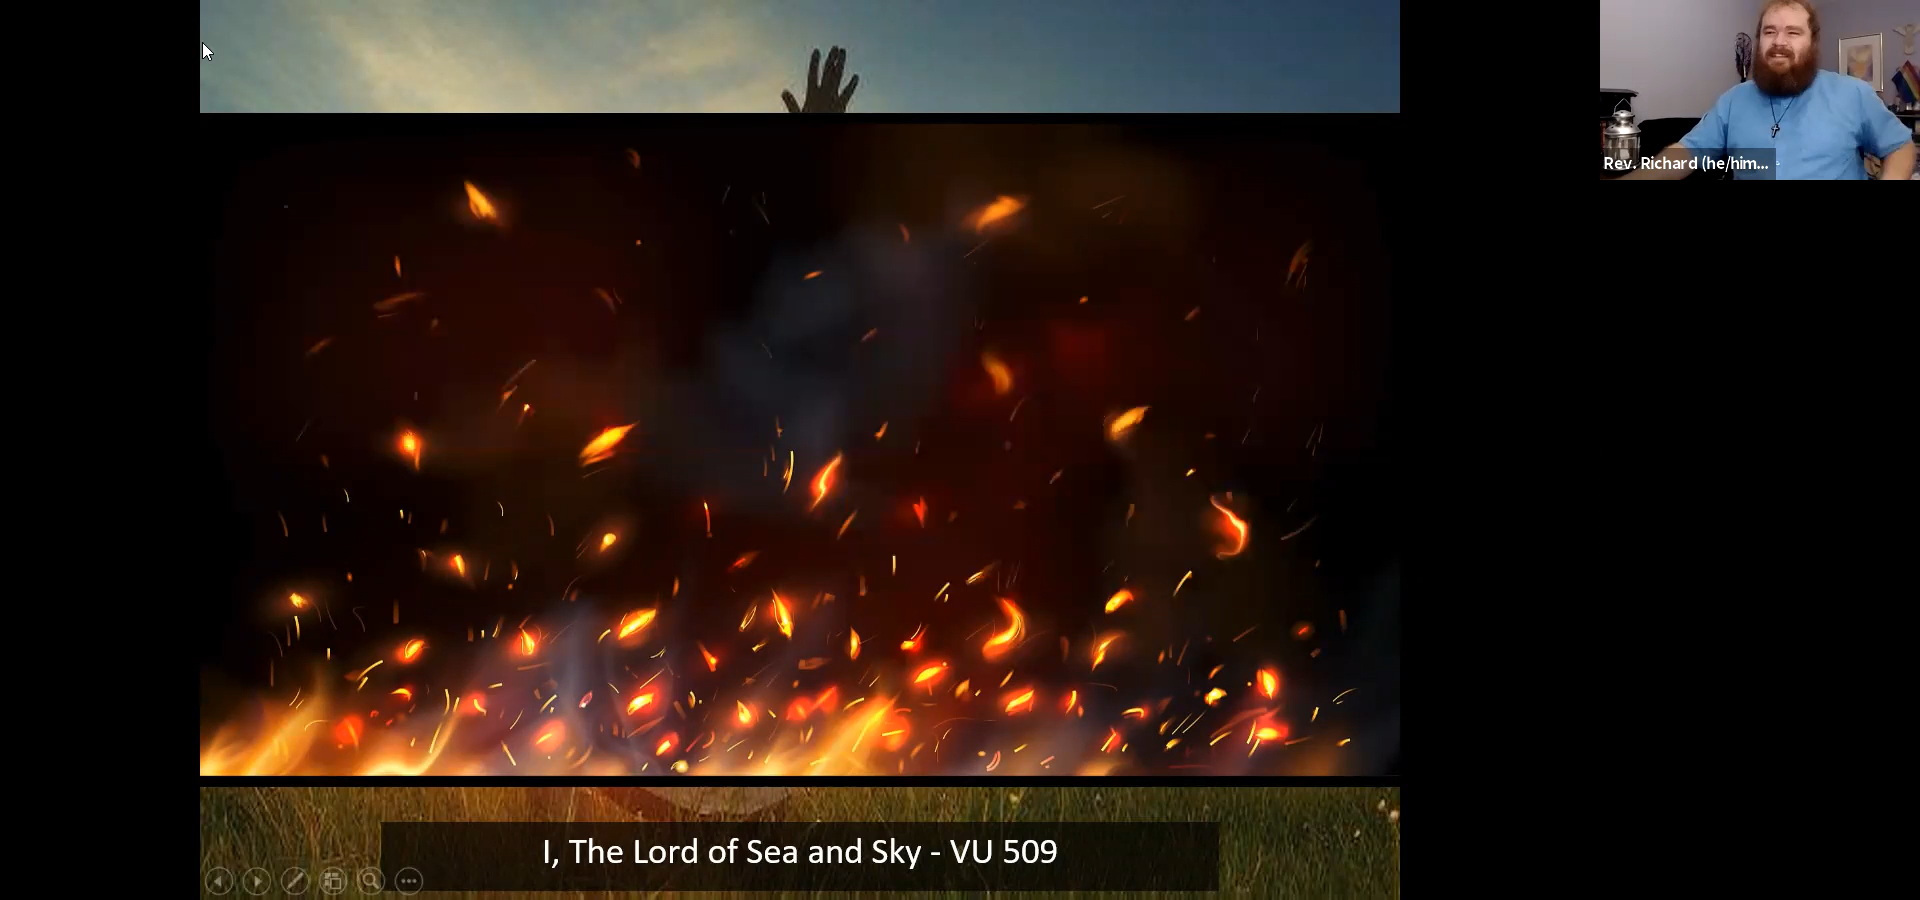 Rev. Richard (he/him...
I, The Lord of Sea and Sky - VU 509